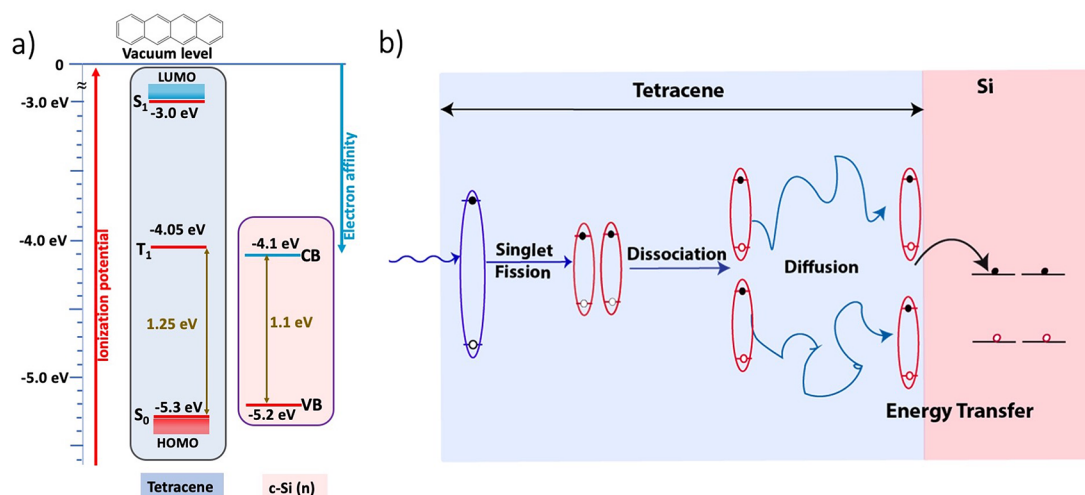 a)
Vacuum level
0
≈
LUMO
S1
-3.0 eV
-3.0 eV
Electron affinity
-4.05 eV
-4.0 eV
T1
-4.1 eV
CB
Ionization potential
1.25 eV
1.1 eV
-5.0 eV
-5.3 eV
S0
-5.2 eV
VB
HOMO
Tetracene
c-Si (n)
b)
Tetracene
Si
Singlet
Fission
Dissociation
Diffusion
Energy Transfer